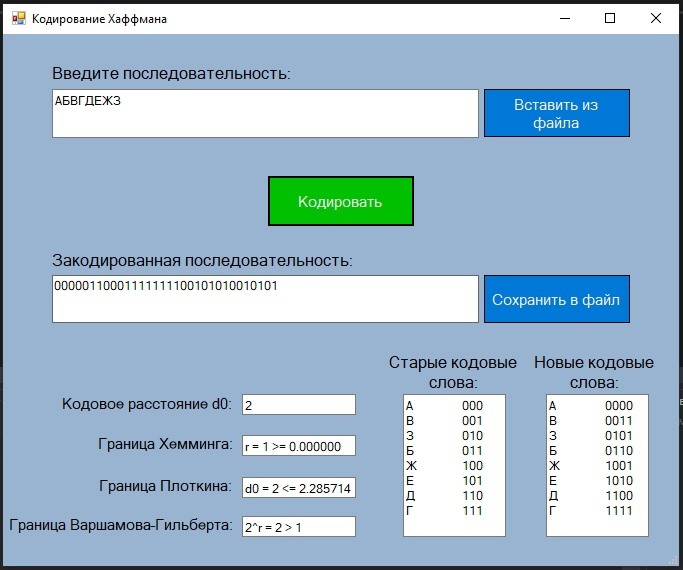 Кодирование Хаффмана
Введите последовательность:
АБВГДЕЖЗ
Вставить из
файла
Кодировать
Закодированная последовательность:
00000110001111111100101010010101
Сохранить в файл
Старые кодовые
слова:
Новые кодовые
слова:
Кодовое расстояние d0:
2
Граница Хемминга:
r = 1 >= 0.000000
Граница Плоткина:
d0 = 2 <= 2.285714
Граница Варшамова-Гильберта:
2^r = 2 > 1
А 000
В 001
З 010
Б 011
Ж 100
Е 101
Д 110
Г 111
А 0000
В 0011
З 0101
Б 0110
Ж 1001
Е 1010
Д 1100
Г 1111